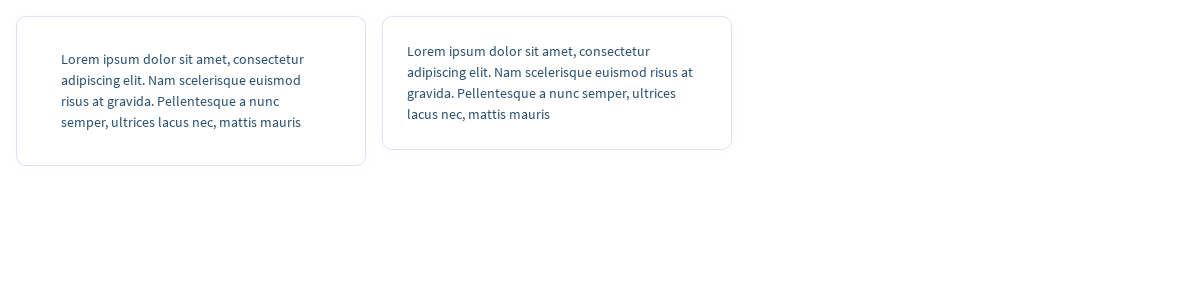 Lorem ipsum dolor sit amet, consectetur
adipiscing elit. Nam scelerisque euismod
risus at gravida. Pellentesque a nunc
semper, ultrices lacus nec, mattis mauris
Lorem ipsum dolor sit amet, consectetur
adipiscing elit. Nam scelerisque euismod risus at
gravida. Pellentesque a nunc semper, ultrices
lacus nec, mattis mauris